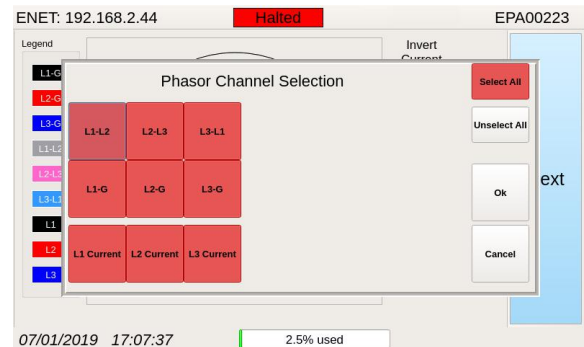 ENET: 192.168.2.44 Halted EPA00223
Legend
Invert
Current
L1-G
L2-G
L3-G
L1-L2
L2-L3
L3-L1
L1
L2
L3
Phasor Channel Selection
Select All
L1-L2 L2-L3 L3-L1
Unselect All
L1-G L2-G L3-G
Ok
ext
L1 Current L2 Current L3 Current
Cancel
07/01/2019 17:07:37 2.5% used